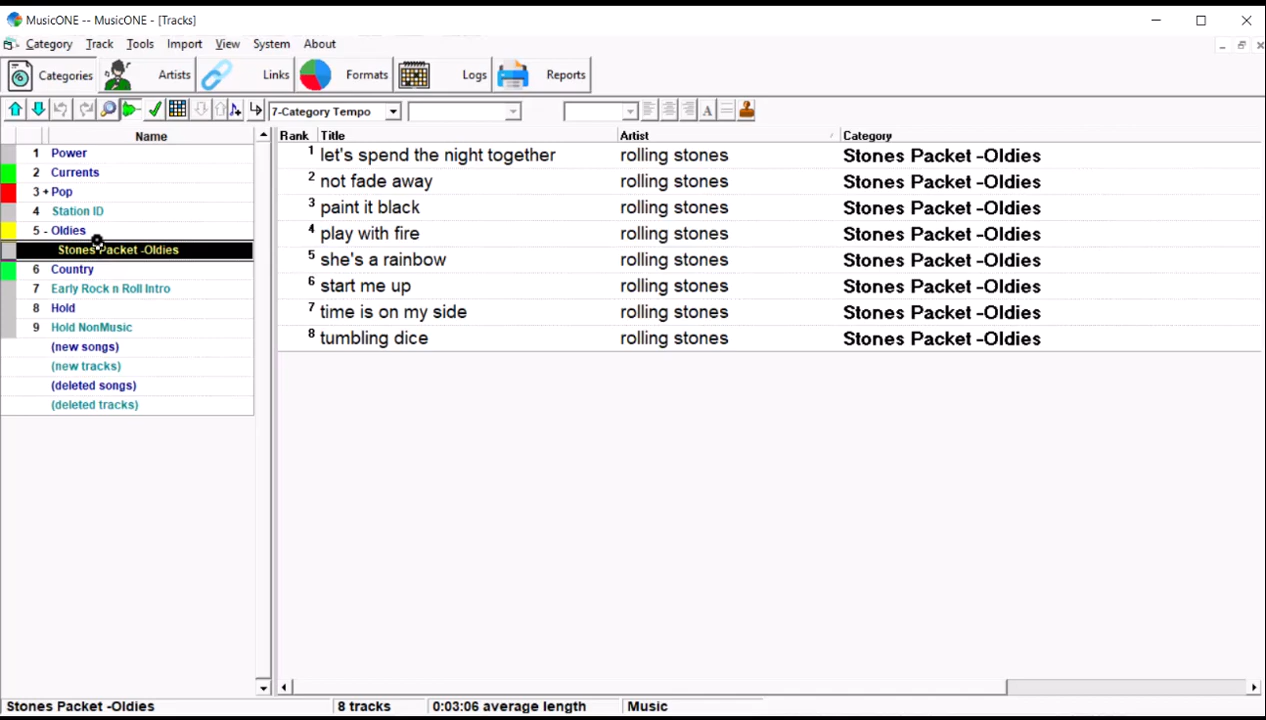 MusicONE -- MusicONE - [Tracks]
Category Track Tools Import View System About
Categories Artists Links Formats Logs Reports
7-Category Tempo
Name
1 Power
2 Currents
3 + Pop
4 Station ID
5 - Oldies
Stones Packet -Oldies
6 Country
7 Early Rock n Roll Intro
8 Hold
9 Hold NonMusic
(new songs)
(new tracks)
(deleted songs)
(deleted tracks)
Rank Title Artist Category
1 let's spend the night together rolling stones Stones Packet -Oldies
2 not fade away rolling stones Stones Packet -Oldies
3 paint it black rolling stones Stones Packet -Oldies
4 play with fire rolling stones Stones Packet -Oldies
5 she's a rainbow rolling stones Stones Packet -Oldies
6 start me up rolling stones Stones Packet -Oldies
7 time is on my side rolling stones Stones Packet -Oldies
8 tumbling dice rolling stones Stones Packet -Oldies
Stones Packet -Oldies 8 tracks 0:03:06 average length Music